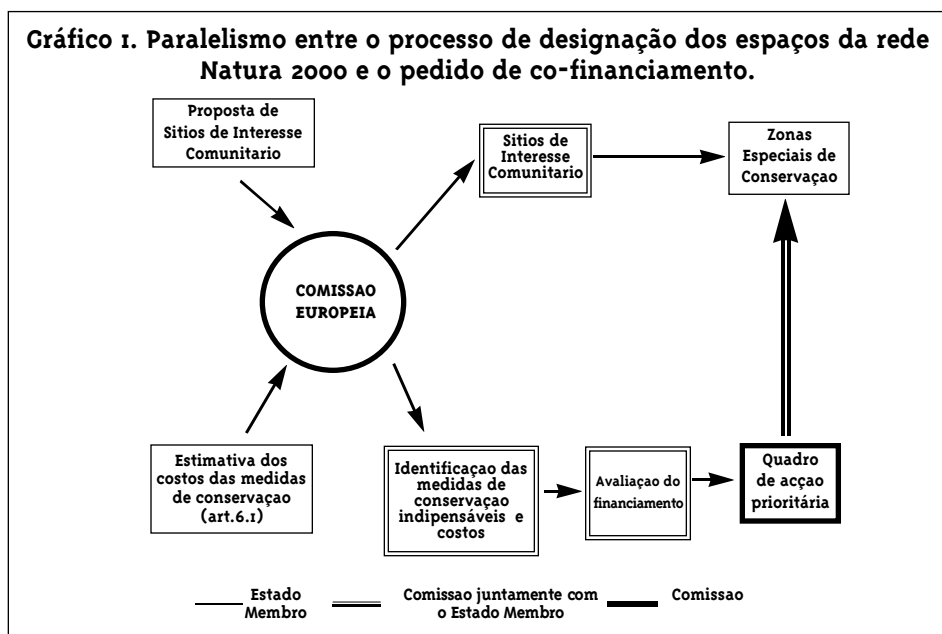 Gráfico 1. Paralelismo entre o processo de designação dos espaços da rede
Natura 2000 e o pedido de co-financiamento.
Proposta de
Sitios de Interesse
Comunitario
Sitios de
Interesse
Comunitario
Zonas
Especiais de
Conservaçao
COMISSAO
EUROPEIA
Estimativa dos
costos das medidas
de conservaçao
(art.6.1)
Identificaçao das
medidas de
conservaçao
indipensáveis e
costos
Avaliaçao do
financiamento
Quadro
de acçao
prioritária
Estado
Membro
Comissao juntamente com
o Estado Membro
Comissao